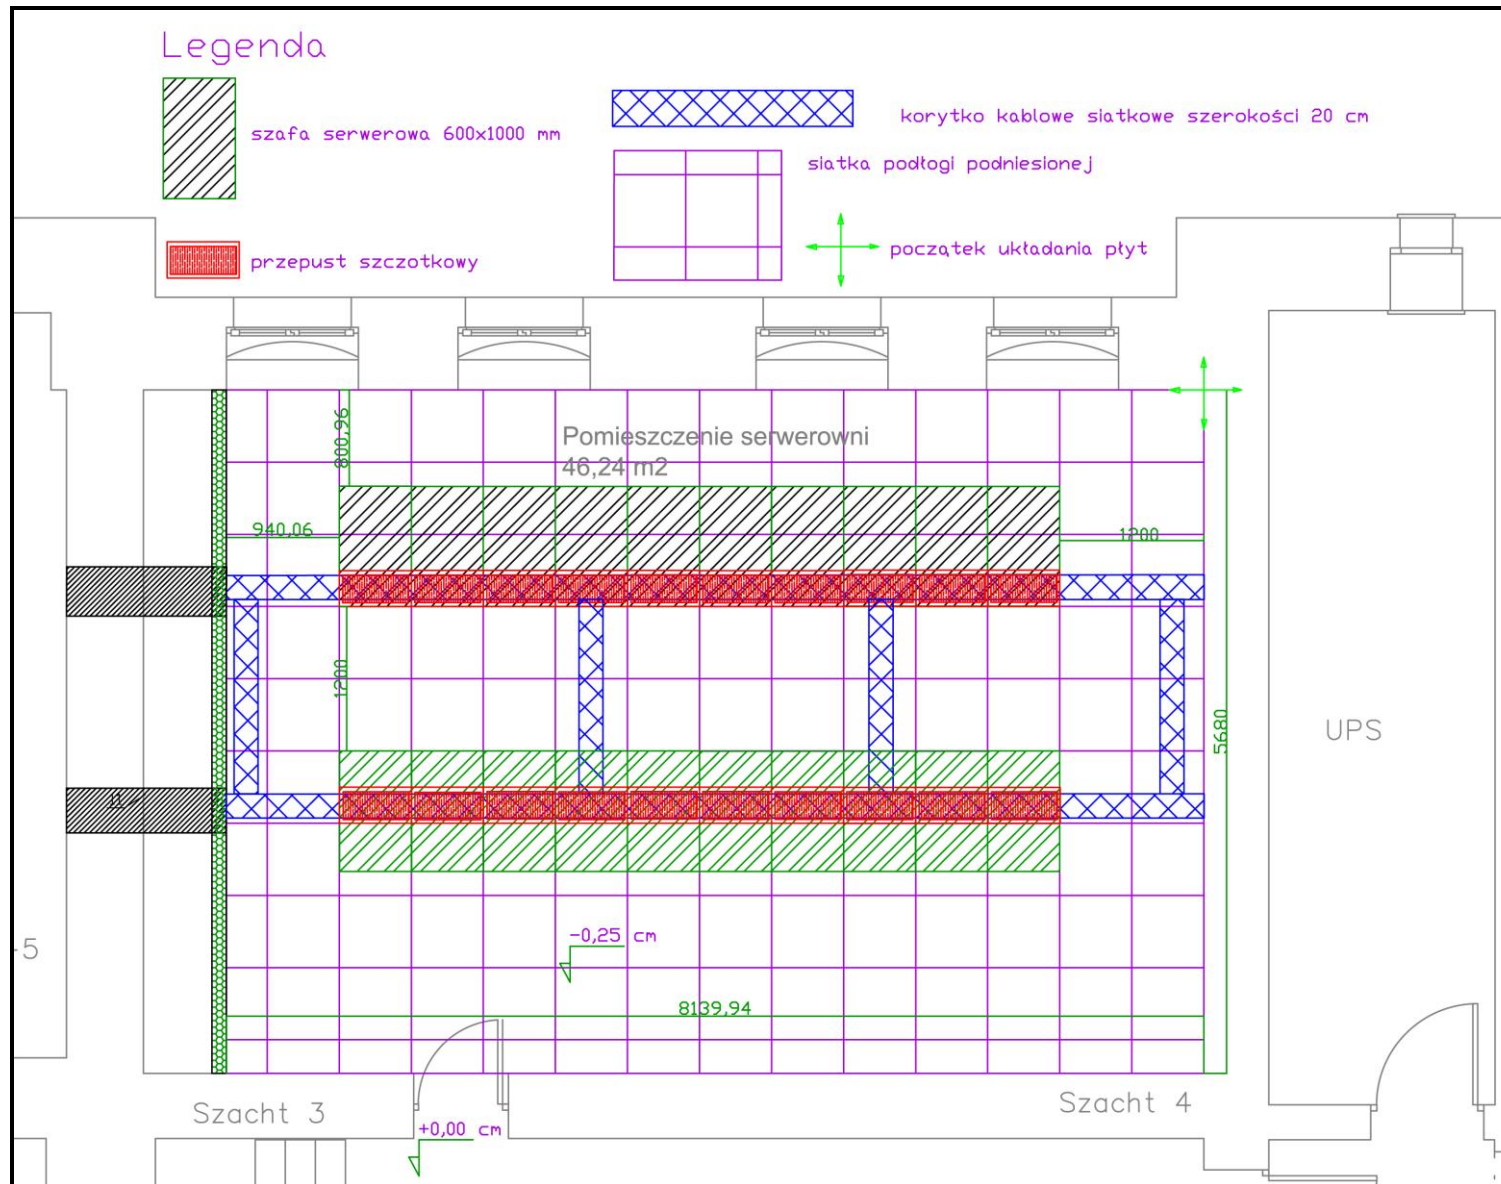 Legenda
szafa serwerowa 600x1000 mm
korytko kablowe siatkowe szerokości 20 cm
siatka podłogi podniesionej
przepust szczotkowy
początek układania płyt
800,96
Pomieszczenie serwerowni
46,24 m2
940,06
1200
1200
5680
UPS
11
-5
-0,25 cm
8139,94
Szacht 3
Szacht 4
+0,00 cm